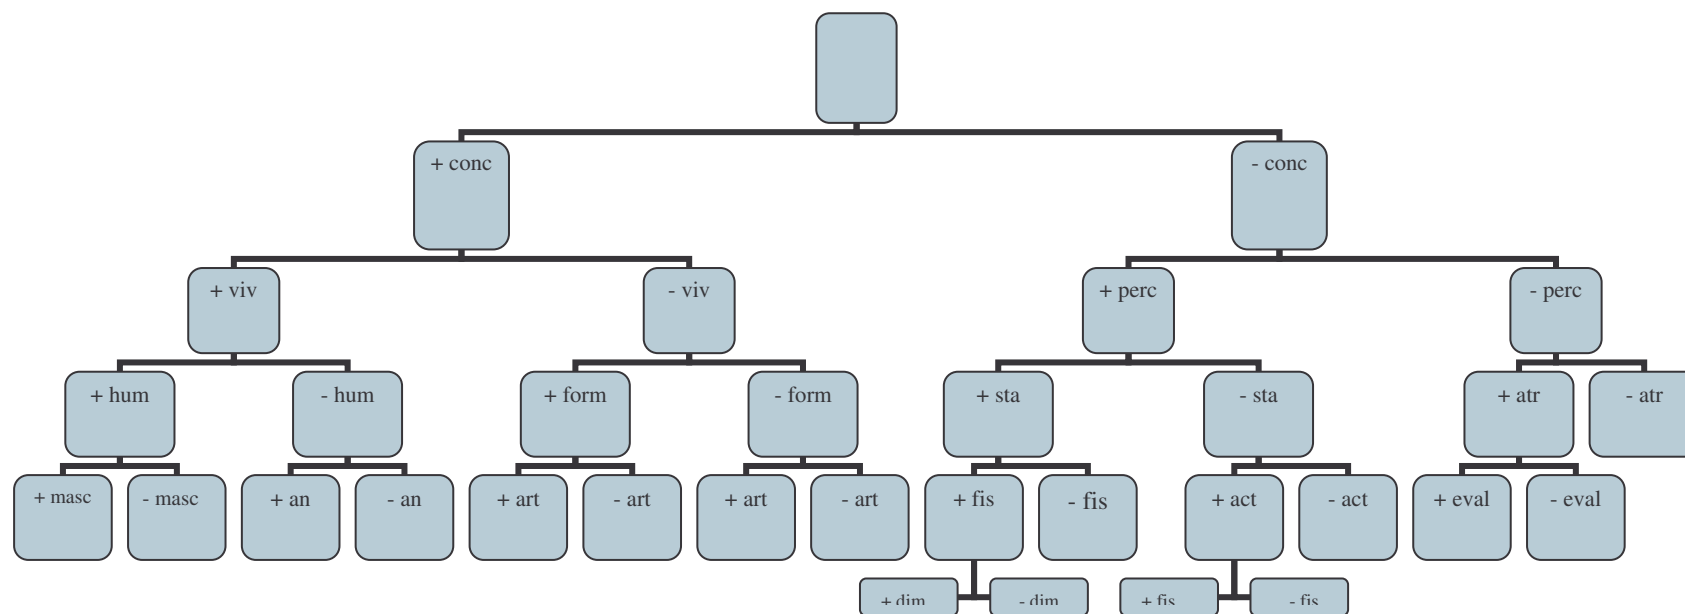 + conc
- conc
+ viv
- viv
+ perc
- perc
+ hum
- hum
+ form
- form
+ sta
- sta
+ atr
- atr
+ masc
- masc
+ an
- an
+ art
- art
+ art
- art
+ fis
- fis
+ act
- act
+ eval
- eval
+ dim
- dim
+ fis
- fis